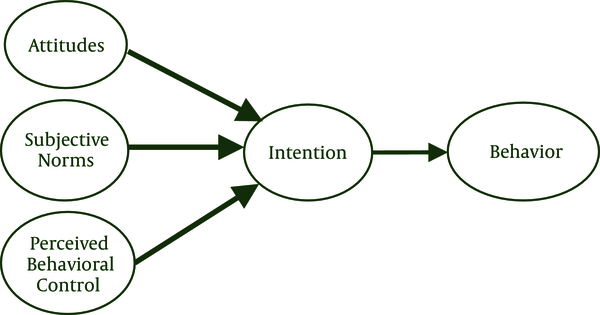 Attitudes
Subjective
Norms
Perceived
Behavioral
Control
Intention
Behavior